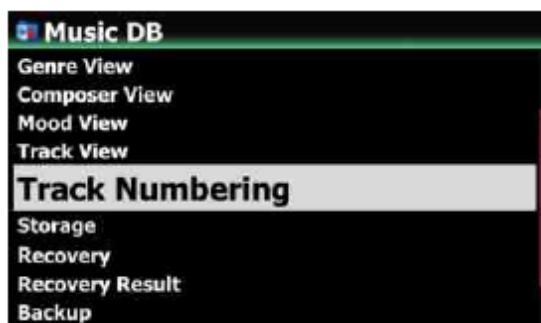 Music DB
Genre View
Composer View
Mood View
Track View
Track Numbering
Storage
Recovery
Recovery Result
Backup